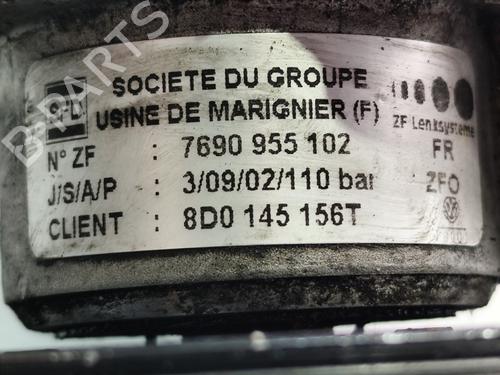 B-PARTS
SOCIETE DU GROUPE
USINE DE MARIGNIER (F)
ZF Lenksysteme
N° ZF : 7690 955 102 FR
J/S/A/P : 3/09/02/110 bar ZFO
CLIENT : 8D0 145 156T